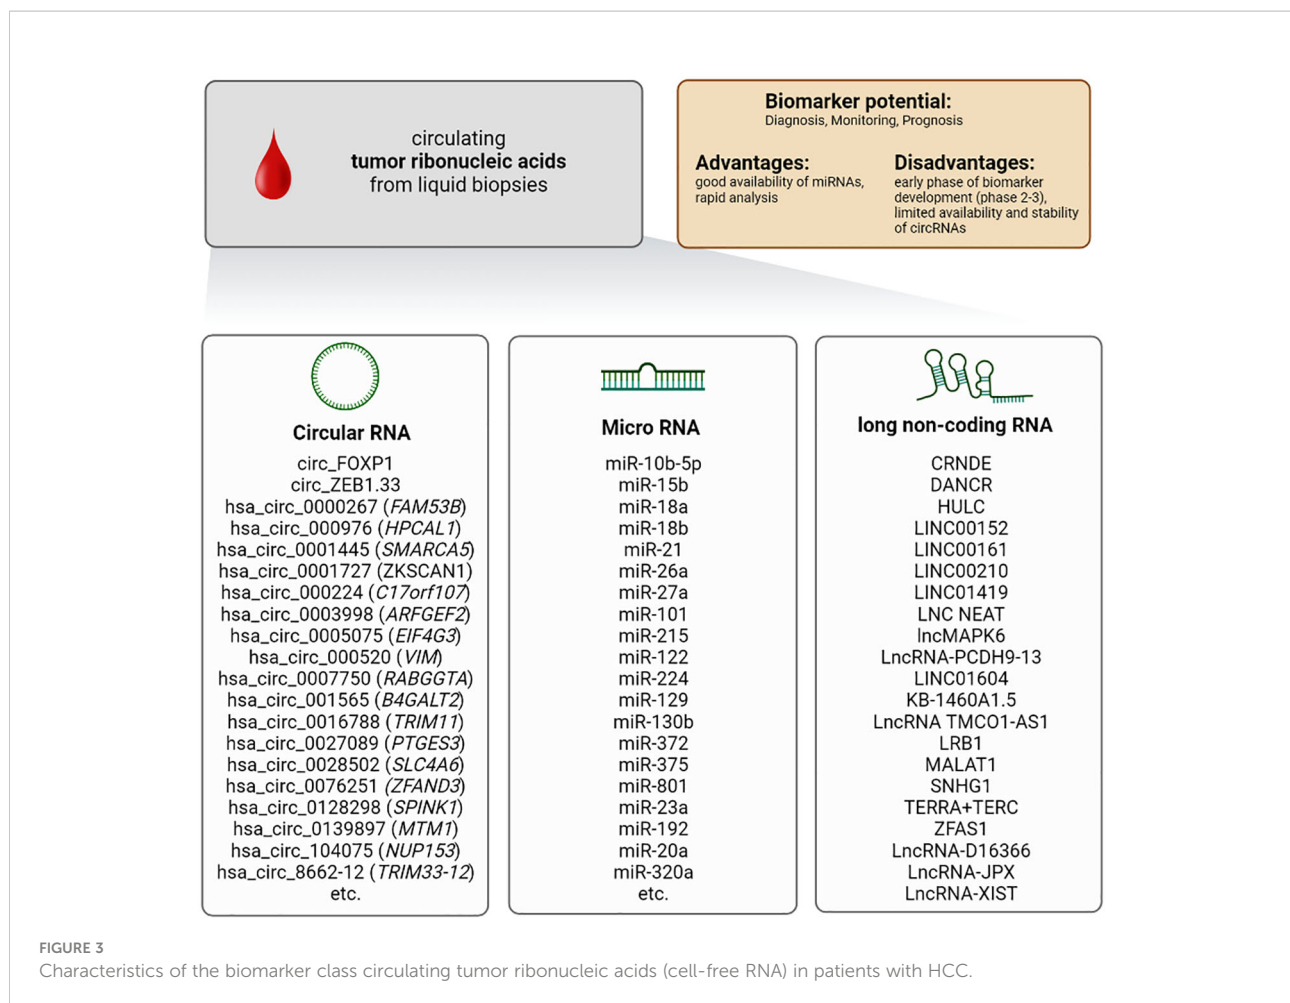 circulating
tumor ribonucleic acids
from liquid biopsies
Biomarker potential:
Diagnosis, Monitoring, Prognosis
Advantages:
good availability of miRNAs,
rapid analysis
Disadvantages:
early phase of biomarker
development (phase 2-3),
limited availability and stability
of circRNAs
Circular RNA
circ_FOXP1
circ_ZEB1.33
hsa_circ_0000267 (FAM53B)
hsa_circ_000976 (HPCAL1)
hsa_circ_0001445 (SMARCA5)
hsa_circ_0001727 (ZKSCAN1)
hsa_circ_000224 (C17orf107)
hsa_circ_0003998 (ARFGEF2)
hsa_circ_0005075 (EIF4G3)
hsa_circ_000520 (VIM)
hsa_circ_0007750 (RABGGTA)
hsa_circ_001565 (B4GALT2)
hsa_circ_0016788 (TRIM11)
hsa_circ_0027089 (PTGES3)
hsa_circ_0028502 (SLC4A6)
hsa_circ_0076251 (ZFAND3)
hsa_circ_0128298 (SPINK1)
hsa_circ_0139897 (MTM1)
hsa_circ_104075 (NUP153)
hsa_circ_8662-12 (TRIM33-12)
etc.
Micro RNA
miR-10b-5p
miR-15b
miR-18a
miR-18b
miR-21
miR-26a
miR-27a
miR-101
miR-215
miR-122
miR-224
miR-129
miR-130b
miR-372
miR-375
miR-801
miR-23a
miR-192
miR-20a
miR-320a
etc.
long non-coding RNA
CRNDE
DANCR
HULC
LINC00152
LINC00161
LINC00210
LINC01419
LNC NEAT
lncMAPK6
LncRNA-PCDH9-13
LINC01604
KB-1460A1.5
LncRNA TMCO1-AS1
LRB1
MALAT1
SNHG1
TERRA+TERC
ZFAS1
LncRNA-D16366
LncRNA-JPX
LncRNA-XIST
FIGURE 3
Characteristics of the biomarker class circulating tumor ribonucleic acids (cell-free RNA) in patients with HCC.